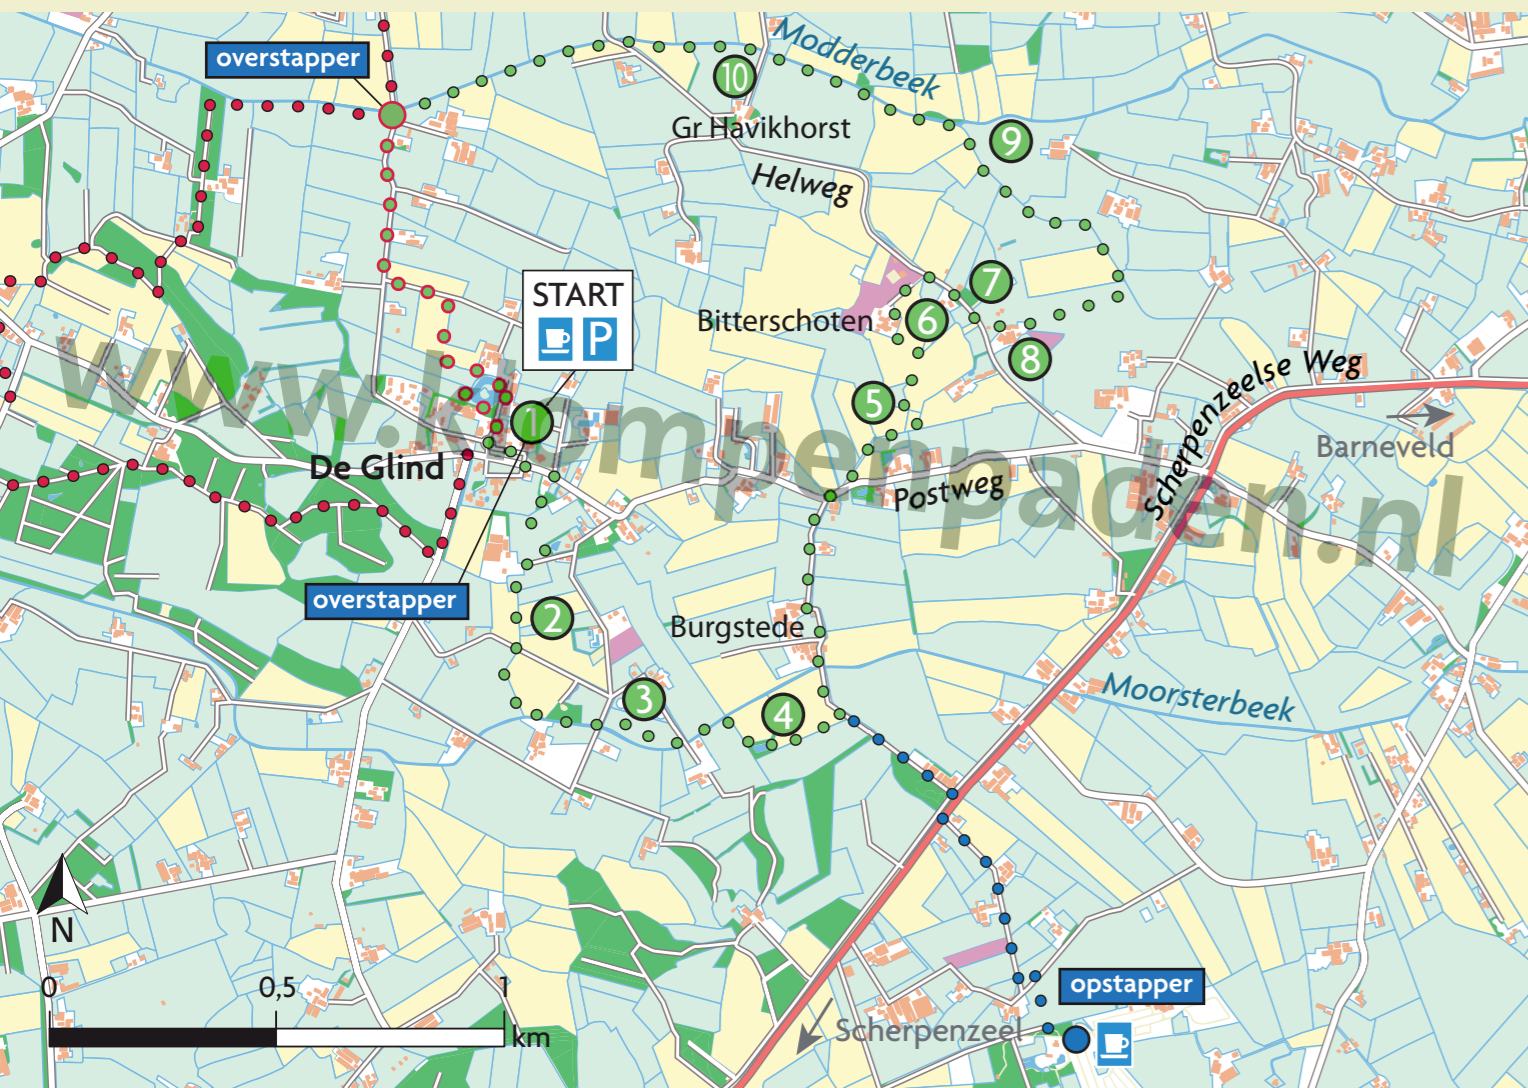 overstapper
Modderbeek
10
Gr Havikhorst
9
Helweg
START
P
7
Bitterschoten
6
8
Scherpenzeelse Weg
5
1
Barneveld
De Glind
www.klompenpaden.nl
Postweg
overstapper
2
Burgstede
3
4
Moorsterbeek
N
0
0,5
1
km
opstapper
Scherpenzeel